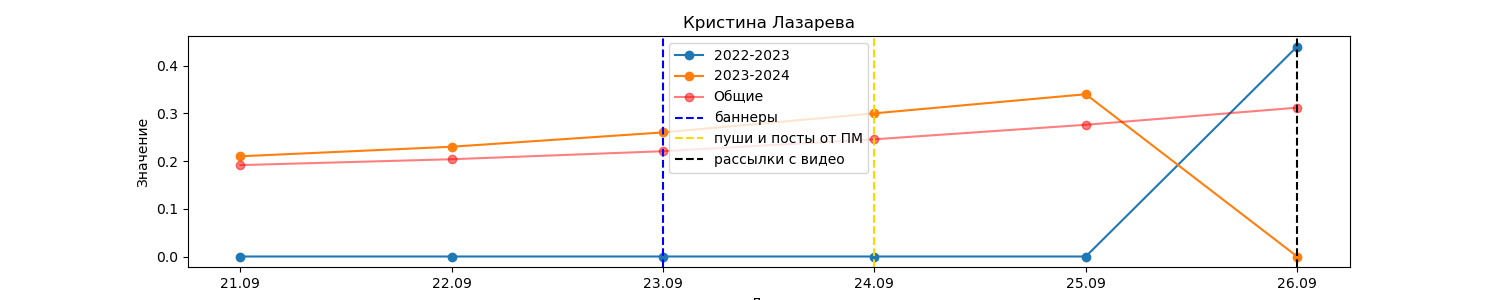 Кристина Лазарева
Значение
0.4
0.3
0.2
0.1
0.0
2022-2023
2023-2024
Общие
баннеры
пуши и посты от ПМ
рассылки с видео
21.09
22.09
23.09
24.09
25.09
26.09